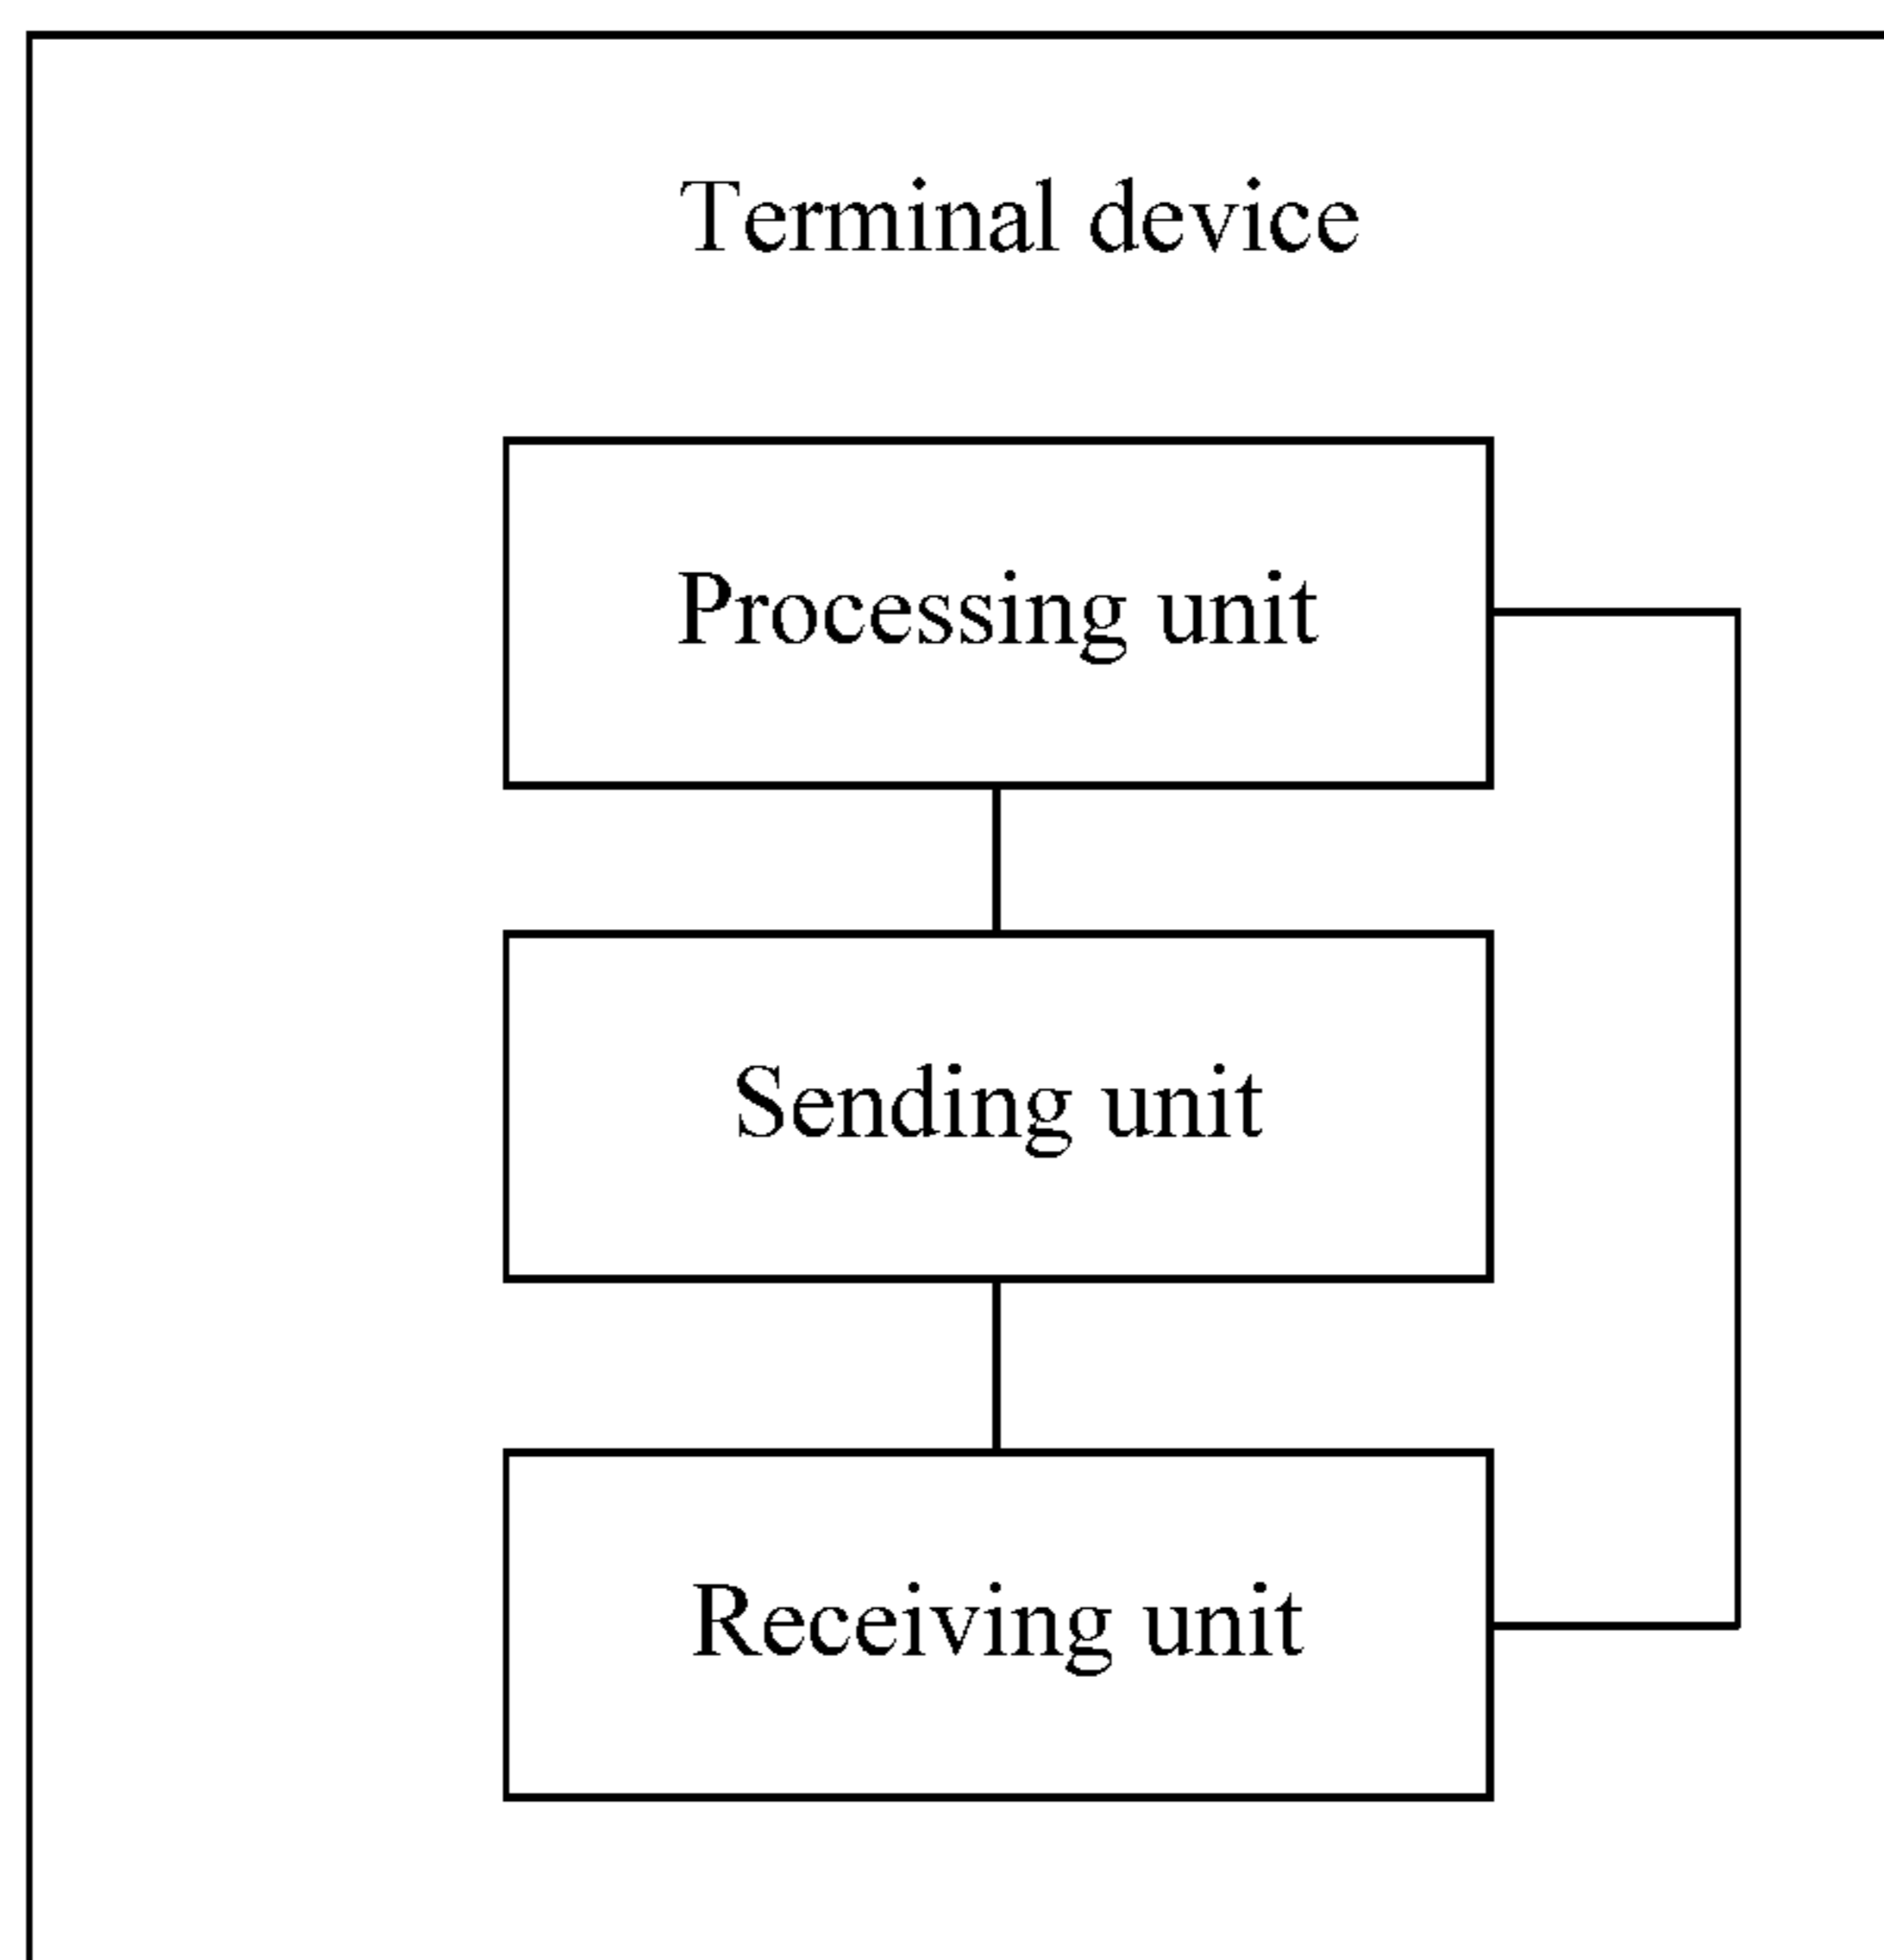 Terminal device
Processing unit
Sending unit
Receiving unit